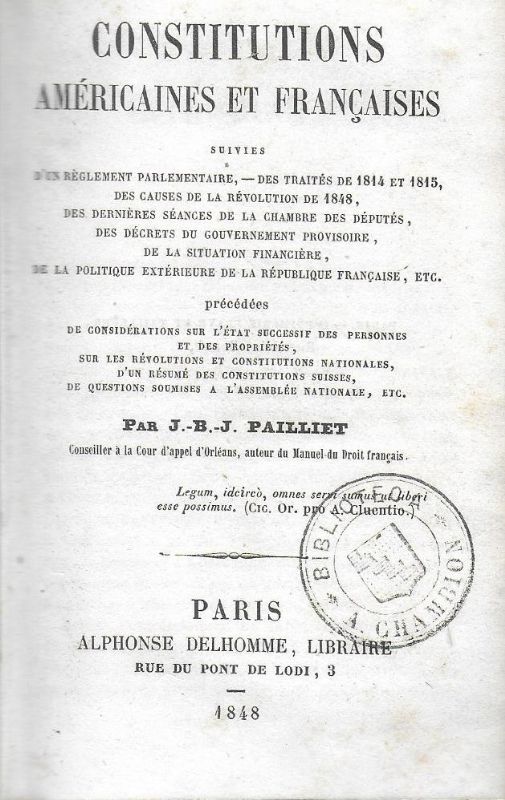 CONSTITUTIONS
AMÉRICAINES ET FRANÇAISES
SUIVIES
D'UN RÈGLEMENT PARLEMENTAIRE, — DES TRAITÉS DE 1814 ET 1815,
DES CAUSES DE LA RÉVOLUTION DE 1848,
DES DERNIÈRES SÉANCES DE LA CHAMBRE DES DÉPUTÉS,
DES DÉCRETS DU GOUVERNEMENT PROVISOIRE,
DE LA SITUATION FINANCIÈRE,
DE LA POLITIQUE EXTÉRIEURE DE LA RÉPUBLIQUE FRANÇAISE, ETC.
précédées
DE CONSIDÉRATIONS SUR L'ÉTAT SUCCESSIF DES PERSONNES
ET DES PROPRIÉTÉS,
SUR LES RÉVOLUTIONS ET CONSTITUTIONS NATIONALES,
D'UN RÉSUMÉ DES CONSTITUTIONS SUISSES,
DE QUESTIONS SOUMISES A L'ASSEMBLÉE NATIONALE, ETC.
PAR J.-B.-J. PAILLIET
Conseiller à la Cour d'appel d'Orléans, auteur du Manuel du Droit français.
Legum, idcircò, omnes servi sumus ut liberi
esse possimus. (CIC. Or. pro A. Cluentio.)
BIBLIOTECA
A CHAMBION
PARIS
ALPHONSE DELHOMME, LIBRAIRE
RUE DU PONT DE LODI, 3
1848